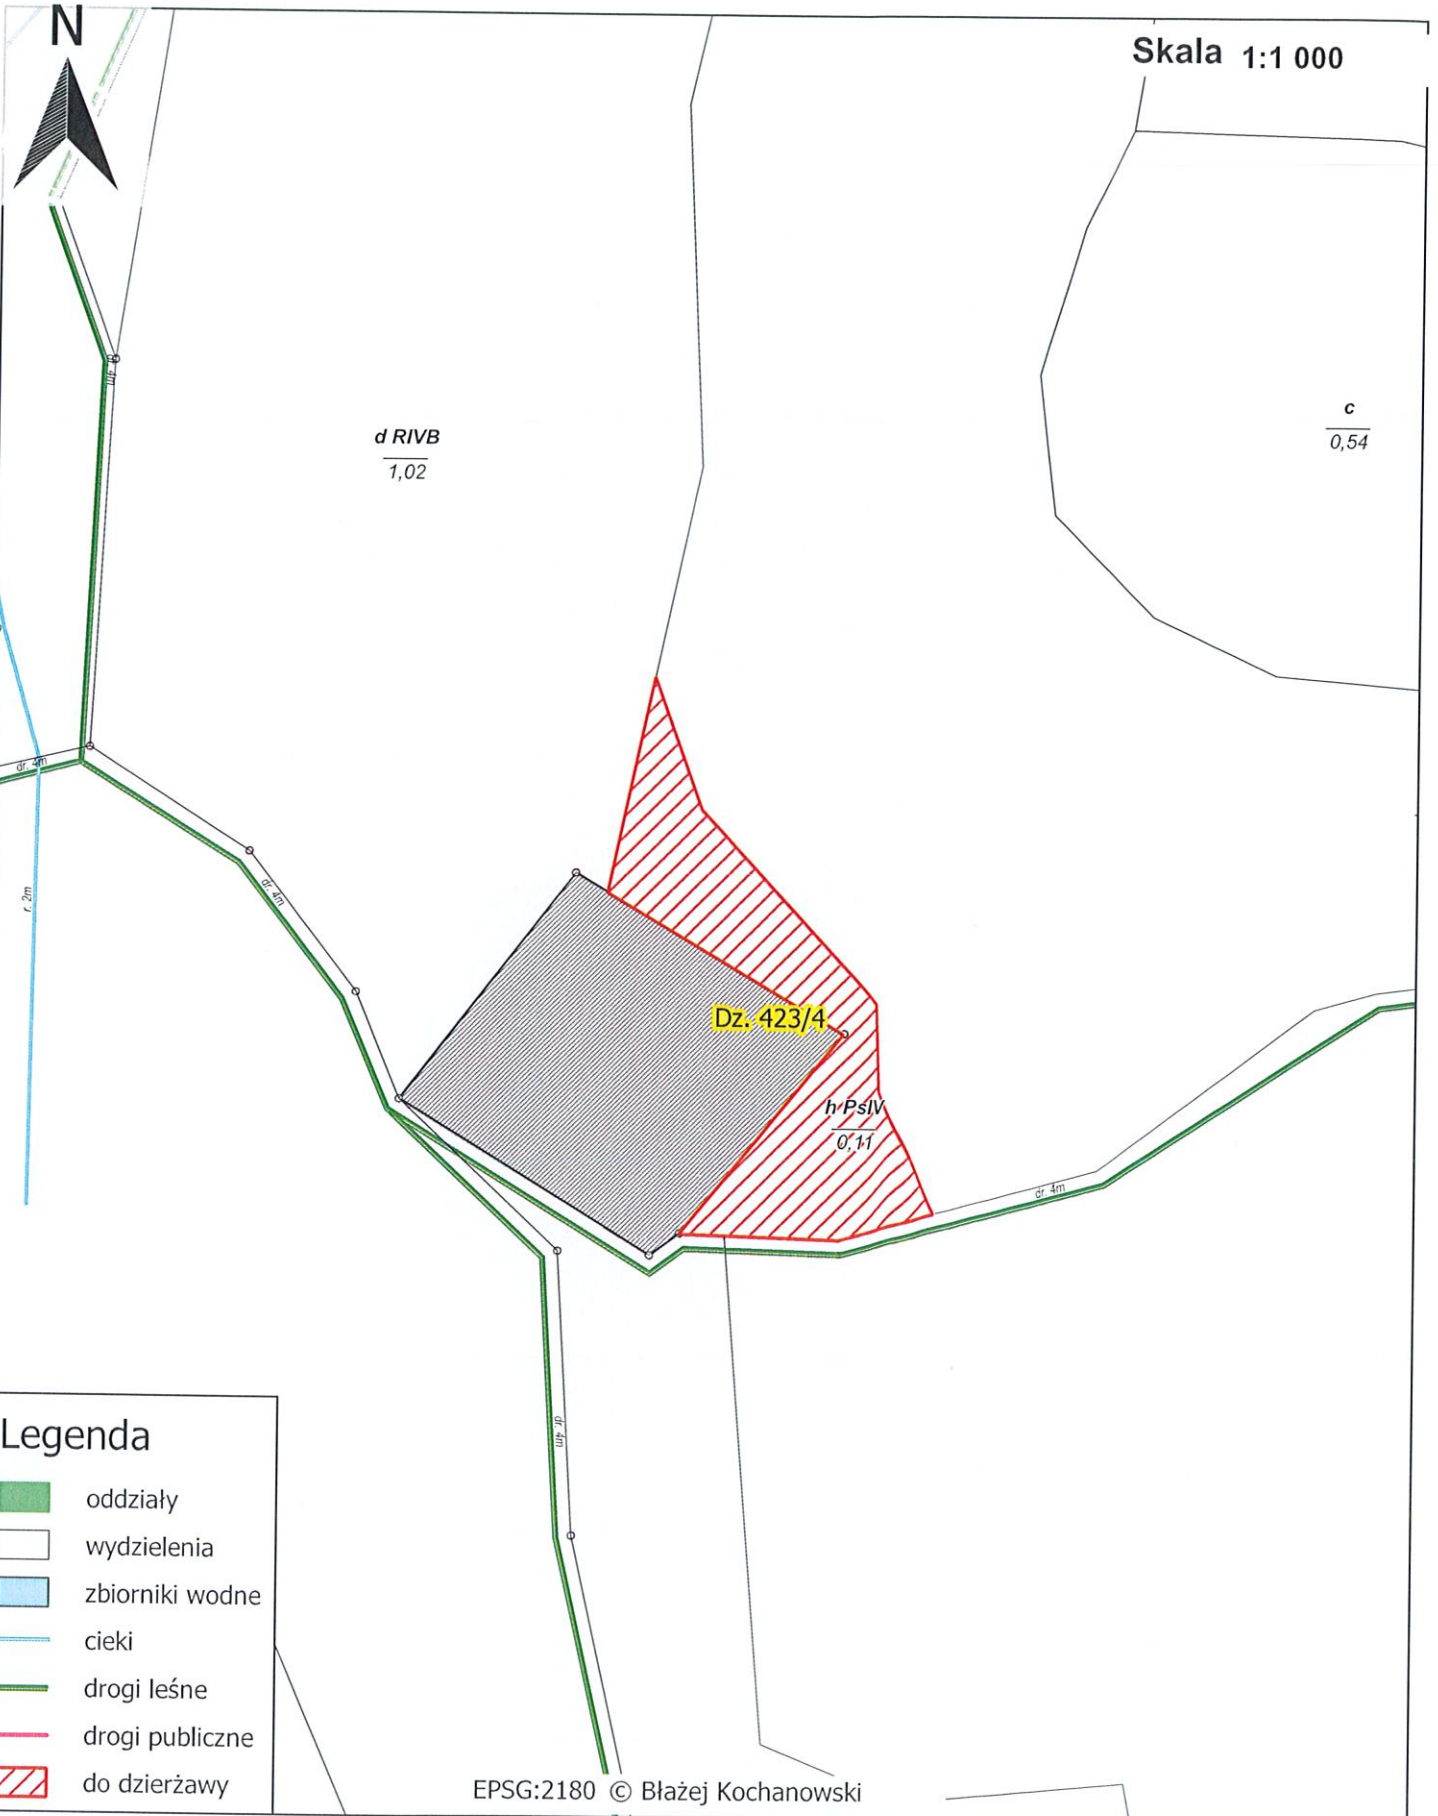 N
Skala 1:1 000
dr. 4m
d RIVB
1,02
c
0,54
dr. 4m
r. 2m
dr. 4m
Dz. 423/4
h PsIV
0,11
dr. 4m
dr. 4m
Legenda
oddziały
wydzielenia
zbiorniki wodne
cieki
drogi leśne
drogi publiczne
do dzierżawy
EPSG:2180 © Błażej Kochanowski